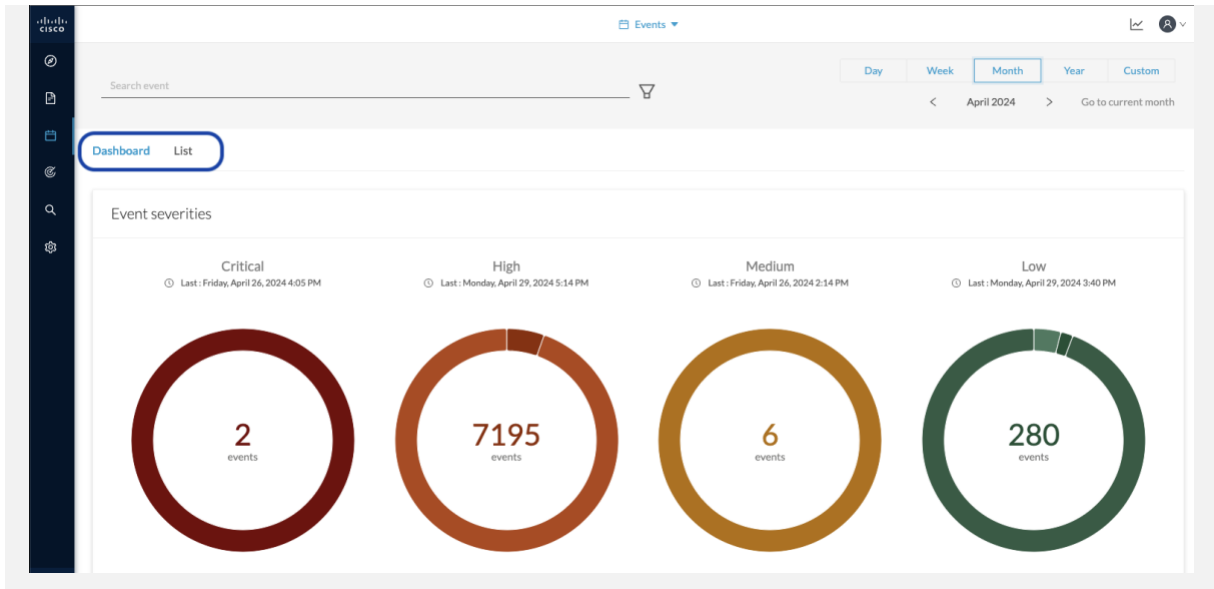 CISCO
Events
Day Week Month Year Custom
Search event
April 2024 Go to current month
Dashboard List
Event severities
Critical High Medium Low
Last : Friday, April 26, 2024 4:05 PM Last : Monday, April 29, 2024 5:14 PM Last : Friday, April 26, 2024 2:14 PM Last : Monday, April 29, 2024 3:40 PM
2 7195 6 280
events events events events